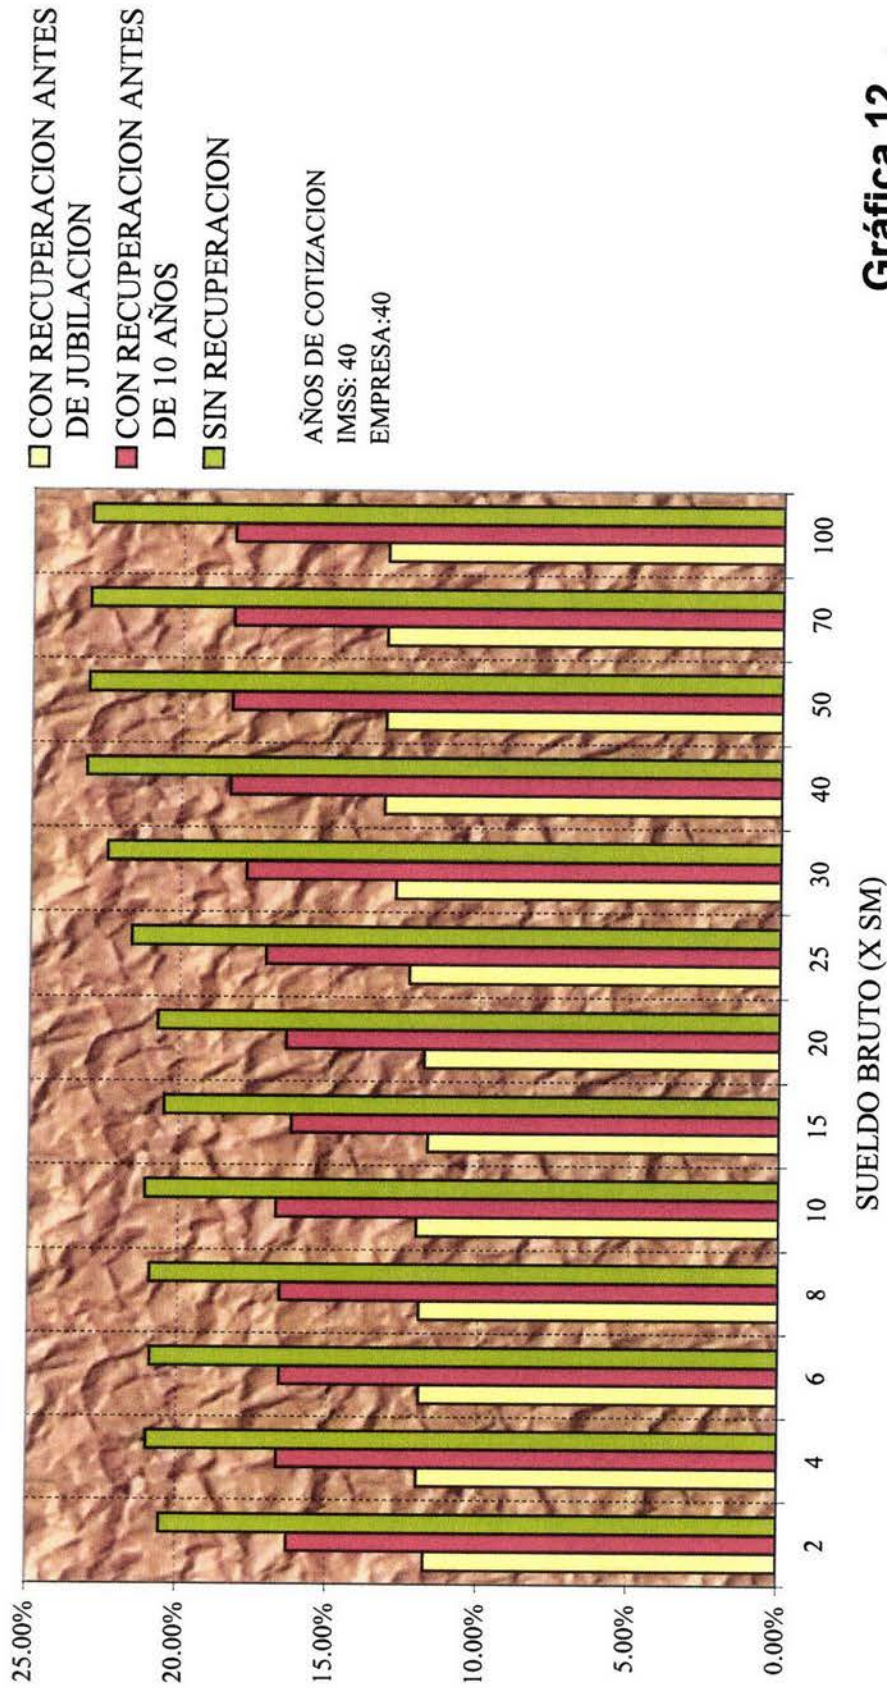 CON RECUPERACION ANTES
DE JUBILACION
CON RECUPERACION ANTES
DE 10 AÑOS
SIN RECUPERACION
AÑOS DE COTIZACION
IMSS: 40
EMPRESA:40
25.00%
20.00%
15.00%
10.00%
5.00%
0.00%
2 4 6 8 10 15 20 25 30 40 50 70 100
SUELDO BRUTO (X SM)
Gráfica 12